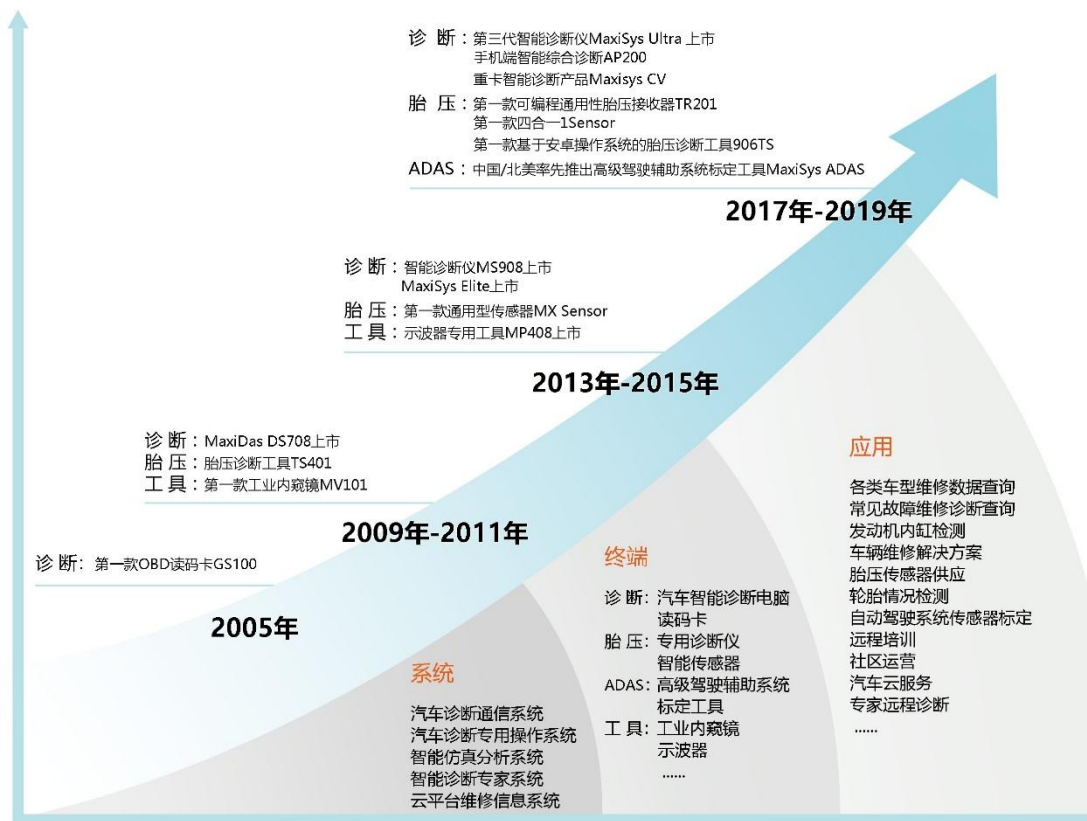 诊 断：第三代智能诊断仪MaxiSys Ultra 上市
手机端智能综合诊断AP200
重卡智能诊断产品Maxisys CV
胎 压：第一款可编程通用性胎压接收器TR201
第一款四合一1Sensor
第一款基于安卓操作系统的胎压诊断工具906TS
ADAS：中国/北美率先推出高级驾驶辅助系统标定工具MaxiSys ADAS
2017年-2019年
诊 断：智能诊断仪MS908上市
MaxiSys Elite上市
胎 压：第一款通用型传感器MX Sensor
工 具：示波器专用工具MP408上市
2013年-2015年
诊 断：MaxiDas DS708上市
胎 压：胎压诊断工具TS401
工 具：第一款工业内窥镜MV101
2009年-2011年
诊 断：第一款OBD读码卡GS100
2005年
系统
汽车诊断通信系统
汽车诊断专用操作系统
智能仿真分析系统
智能诊断专家系统
云平台维修信息系统
终端
诊 断：汽车智能诊断电脑
读码卡
胎 压：专用诊断仪
智能传感器
ADAS：高级驾驶辅助系统
标定工具
工 具：工业内窥镜
示波器
......
应用
各类车型维修数据查询
常见故障维修诊断查询
发动机内缸检测
车辆维修解决方案
胎压传感器供应
轮胎情况检测
自动驾驶系统传感器标定
远程培训
社区运营
汽车云服务
专家远程诊断
......